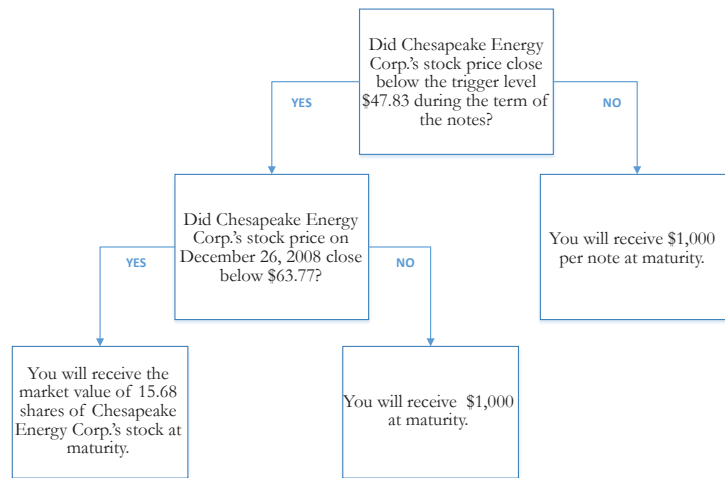 Did Chesapeake Energy
Corp.'s stock price close
below the trigger level
$47.83 during the term of
the notes?
YES
NO
Did Chesapeake Energy
Corp.'s stock price on
December 26, 2008 close
below $63.77?
You will receive $1,000
per note at maturity.
YES
NO
You will receive the
market value of 15.68
shares of Chesapeake
Energy Corp.'s stock at
maturity.
You will receive $1,000
at maturity.